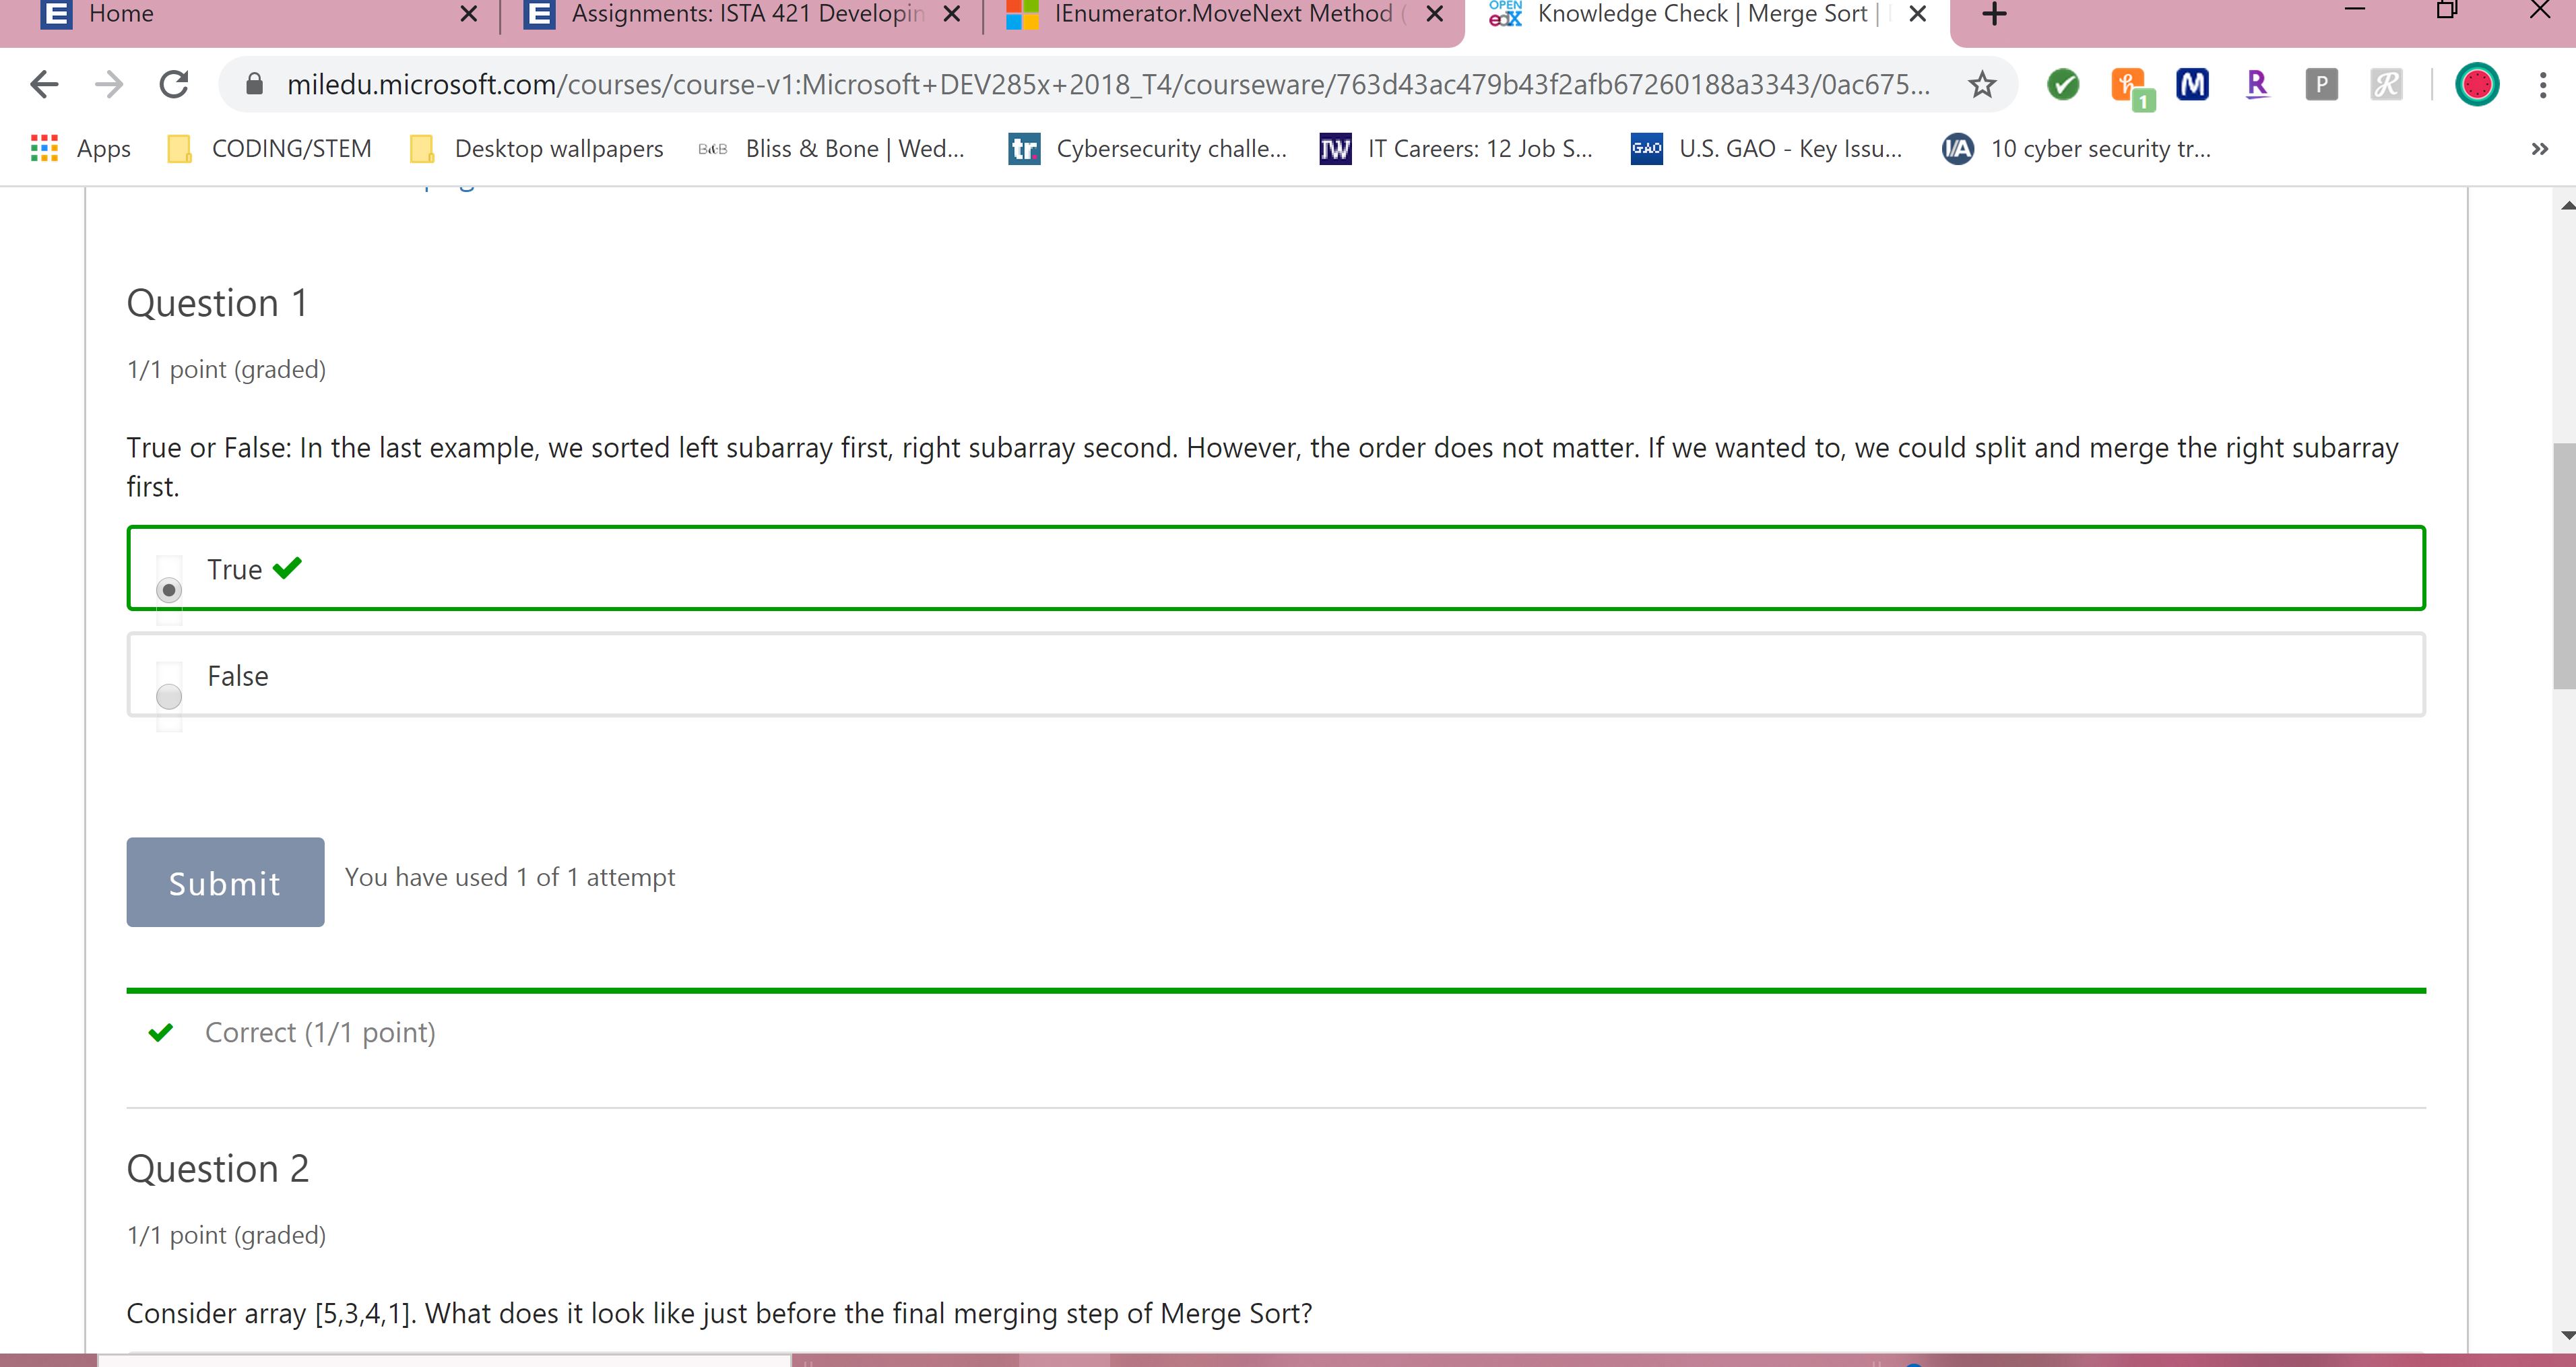 Home
Assignments: ISTA 421 Developin
IEnumerator.MoveNext Method (
Knowledge Check | Merge Sort |
miledu.microsoft.com/courses/course-v1:Microsoft+DEV285x+2018_T4/courseware/763d43ac479b43f2afb67260188a3343/0ac675...
Apps
CODING/STEM
Desktop wallpapers
B&B Bliss & Bone | Wed...
tr. Cybersecurity challe...
IW IT Careers: 12 Job S...
GAO U.S. GAO - Key Issu...
I/A 10 cyber security tr...
»
Question 1
1/1 point (graded)
True or False: In the last example, we sorted left subarray first, right subarray second. However, the order does not matter. If we wanted to, we could split and merge the right subarray
first.
True
False
Submit
You have used 1 of 1 attempt
Correct (1/1 point)
Question 2
1/1 point (graded)
Consider array [5,3,4,1]. What does it look like just before the final merging step of Merge Sort?